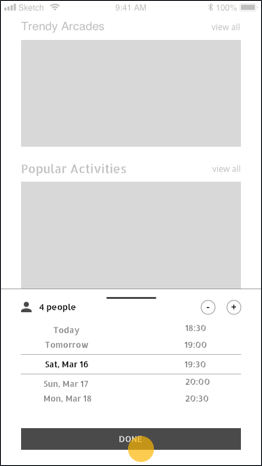 Sketch 9:41 AM 100%
Trendy Arcades view all
Popular Activities view all
4 people - +
Today 18:30
Tomorrow 19:00
Sat, Mar 16 19:30
Sun, Mar 17 20:00
Mon, Mar 18 20:30
DONE